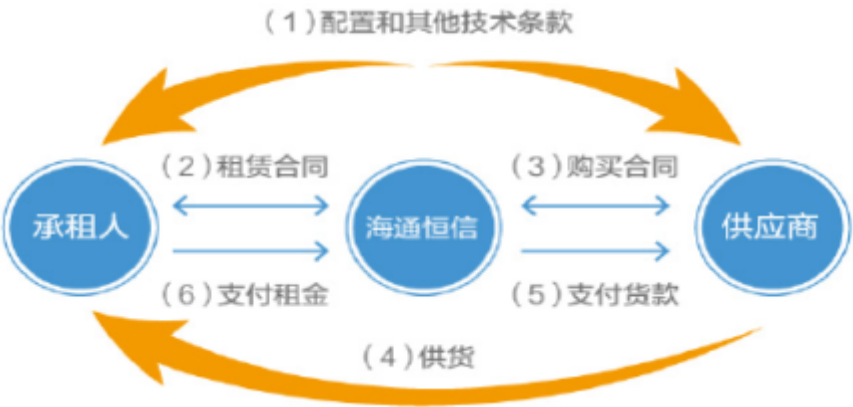 (1)配置和其他技术条款
(2)租赁合同
(3)购买合同
承租人
海通恒信
供应商
(6)支付租金
(5)支付货款
(4)供货